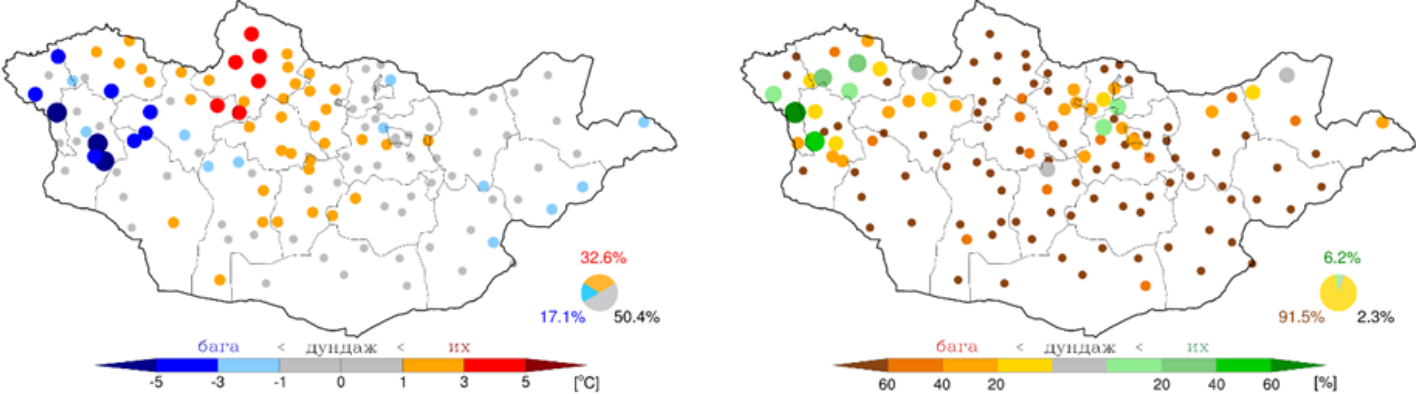 32.6%
17.1%
50.4%
бага < дундаж < их
-5 -3 -1 0 1 3 5 [°C]
6.2%
91.5%
2.3%
бага < дундаж < их
60 40 20 20 40 60 [%]